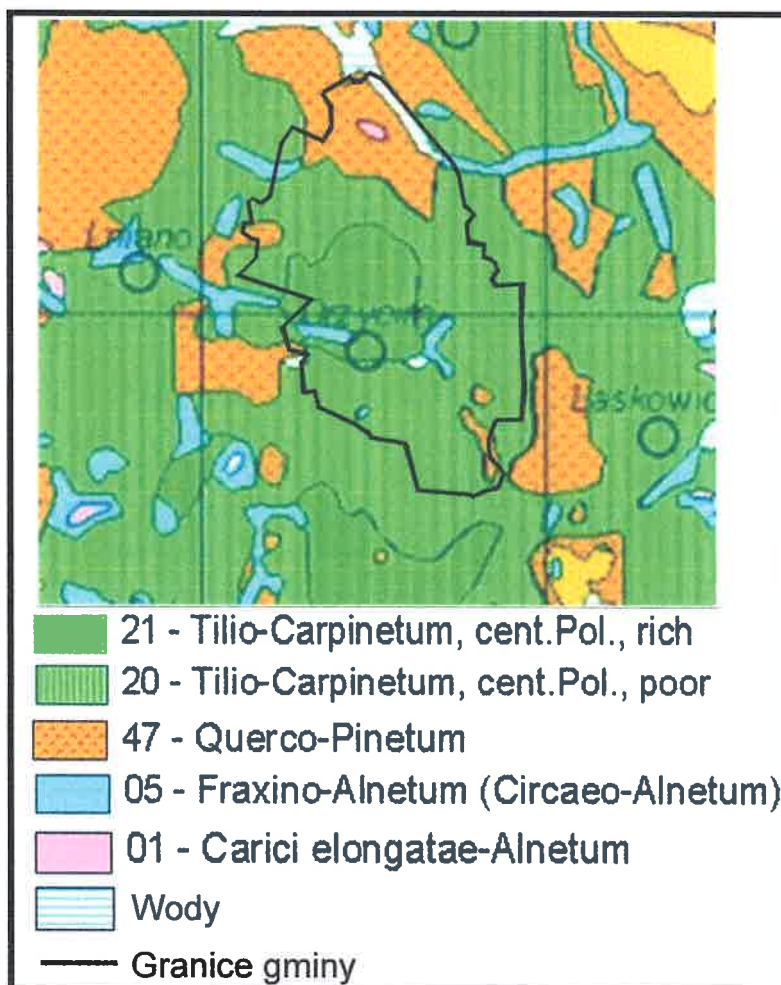 Laskowic
21 - Tilio-Carpinetum, cent.Pol., rich
20 - Tilio-Carpinetum, cent.Pol., poor
47 - Querco-Pinetum
05 - Fraxino-Alnetum (Circaeo-Alnetum)
01 - Carici elongatae-Alnetum
Wody
Granice gminy